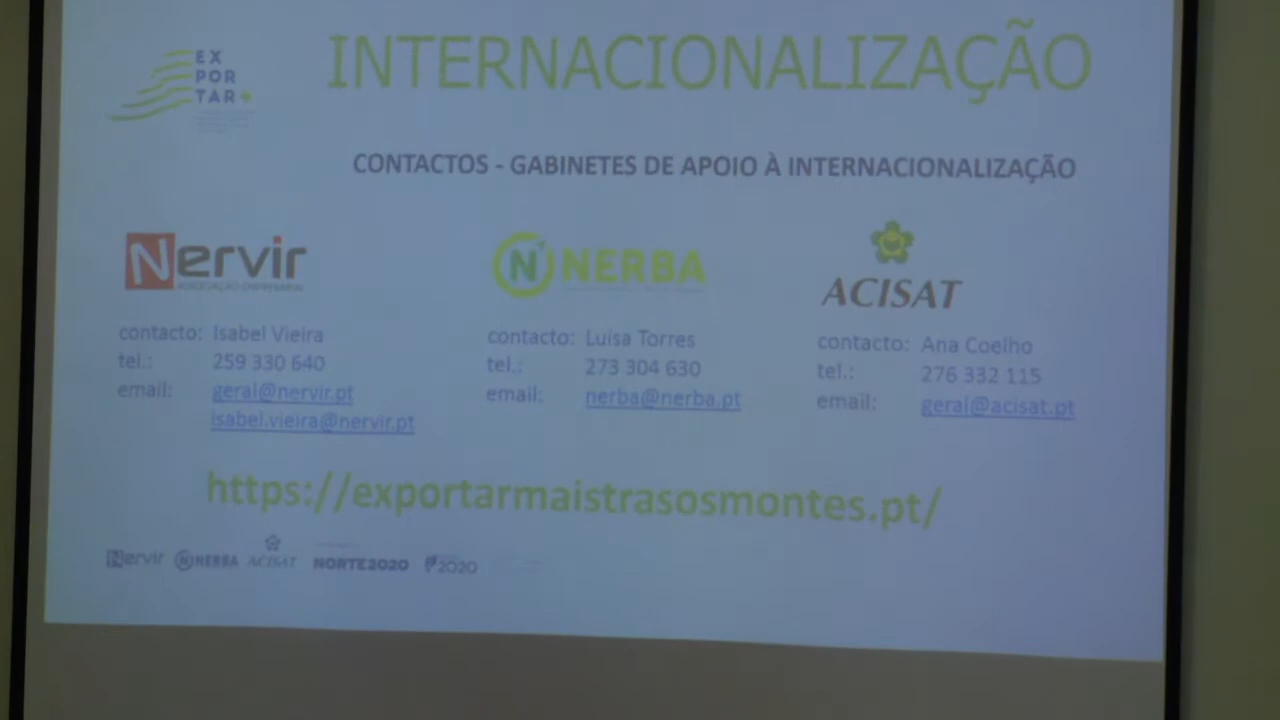 EX
POR
TAR+
INTERNACIONALIZAÇÃO
CONTACTOS - GABINETES DE APOIO À INTERNACIONALIZAÇÃO
Nervir
ASSOCIAÇÃO EMPRESARIAL
contacto: Isabel Vieira
tel.: 259 330 640
email: geral@nervir.pt
isabel.vieira@nervir.pt
NERBA
contacto: Luísa Torres
tel.: 273 304 630
email: nerba@nerba.pt
ACISAT
contacto: Ana Coelho
tel.: 276 332 115
email: geral@acisat.pt
https://exportarmaistrasosmontes.pt/
Nervir NERBA ACISAT NORTE2020 2020